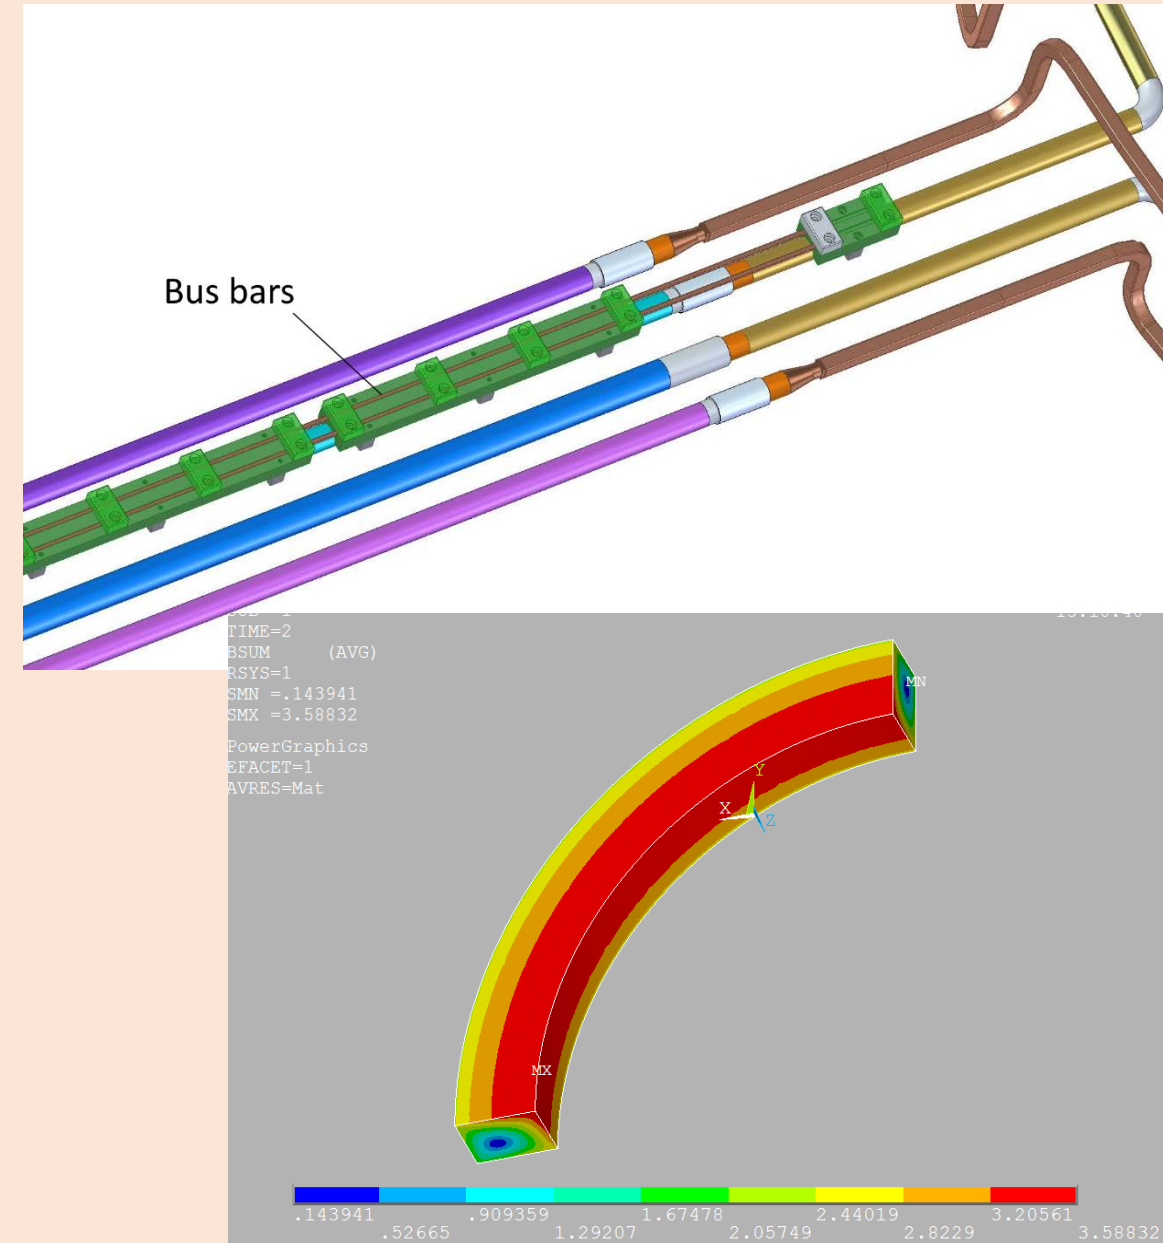 Bus bars
TIME=2
BSUM (AVG)
RSYS=1
SMN =.143941
SMX =3.58832
PowerGraphics
EFACET=1
AVRES=Mat
MN
Y
X
Z
MX
.143941 .909359 1.67478 2.44019 3.20561
.52665 1.29207 2.05749 2.8229 3.58832